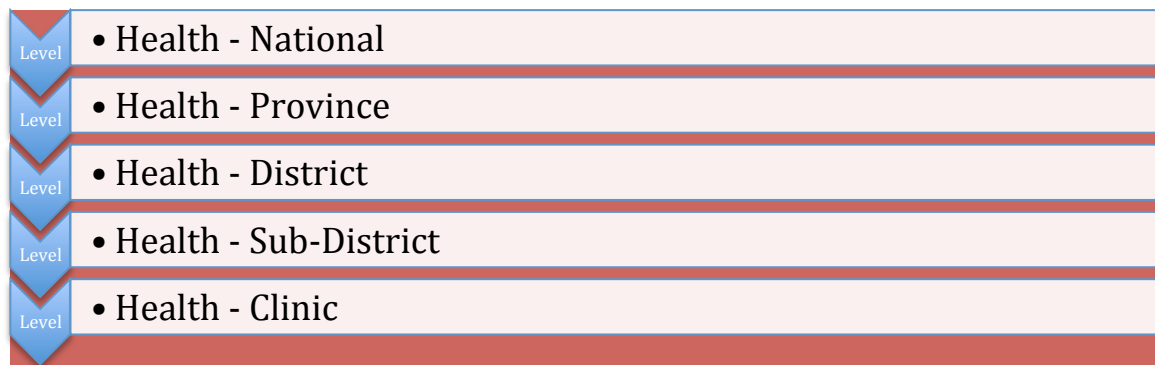 Level
• Health - National
Level
• Health - Province
Level
• Health - District
Level
• Health - Sub-District
Level
• Health - Clinic